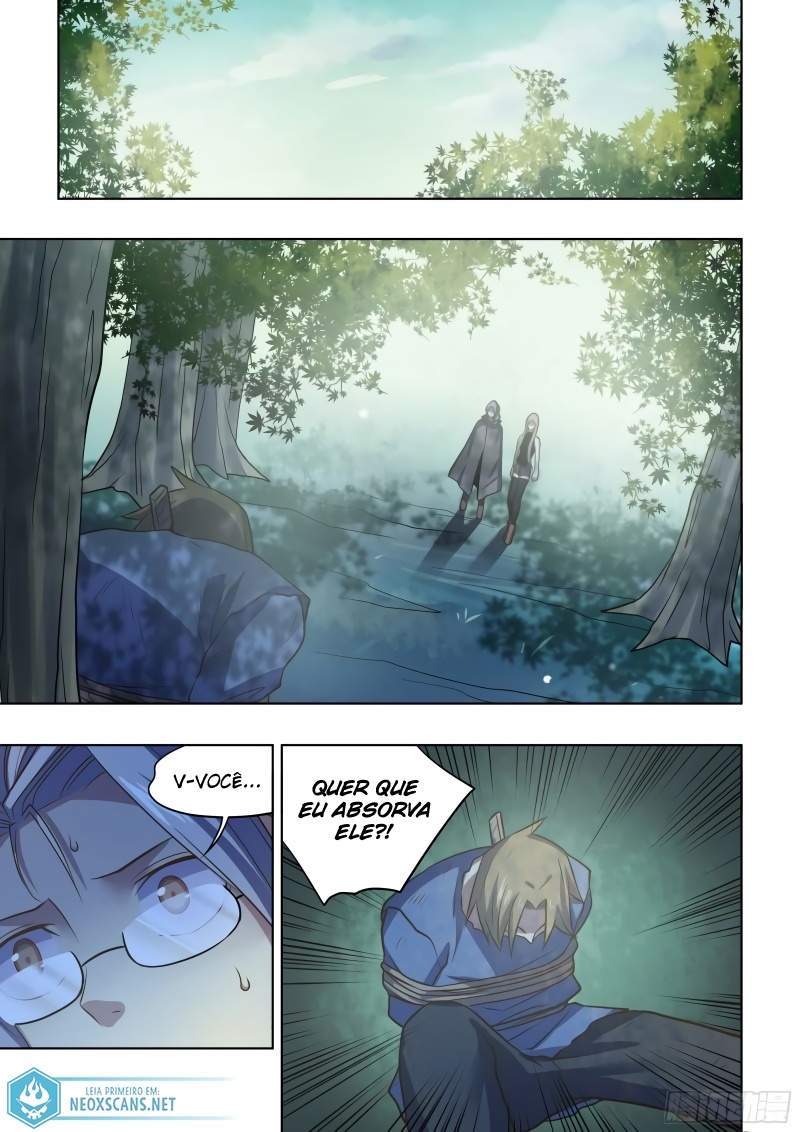 V-VOCÊ...
QUER QUE
EU ABSORVA
ELE?!
LEIA PRIMEIRO EM:
NEOXSCANS.NET